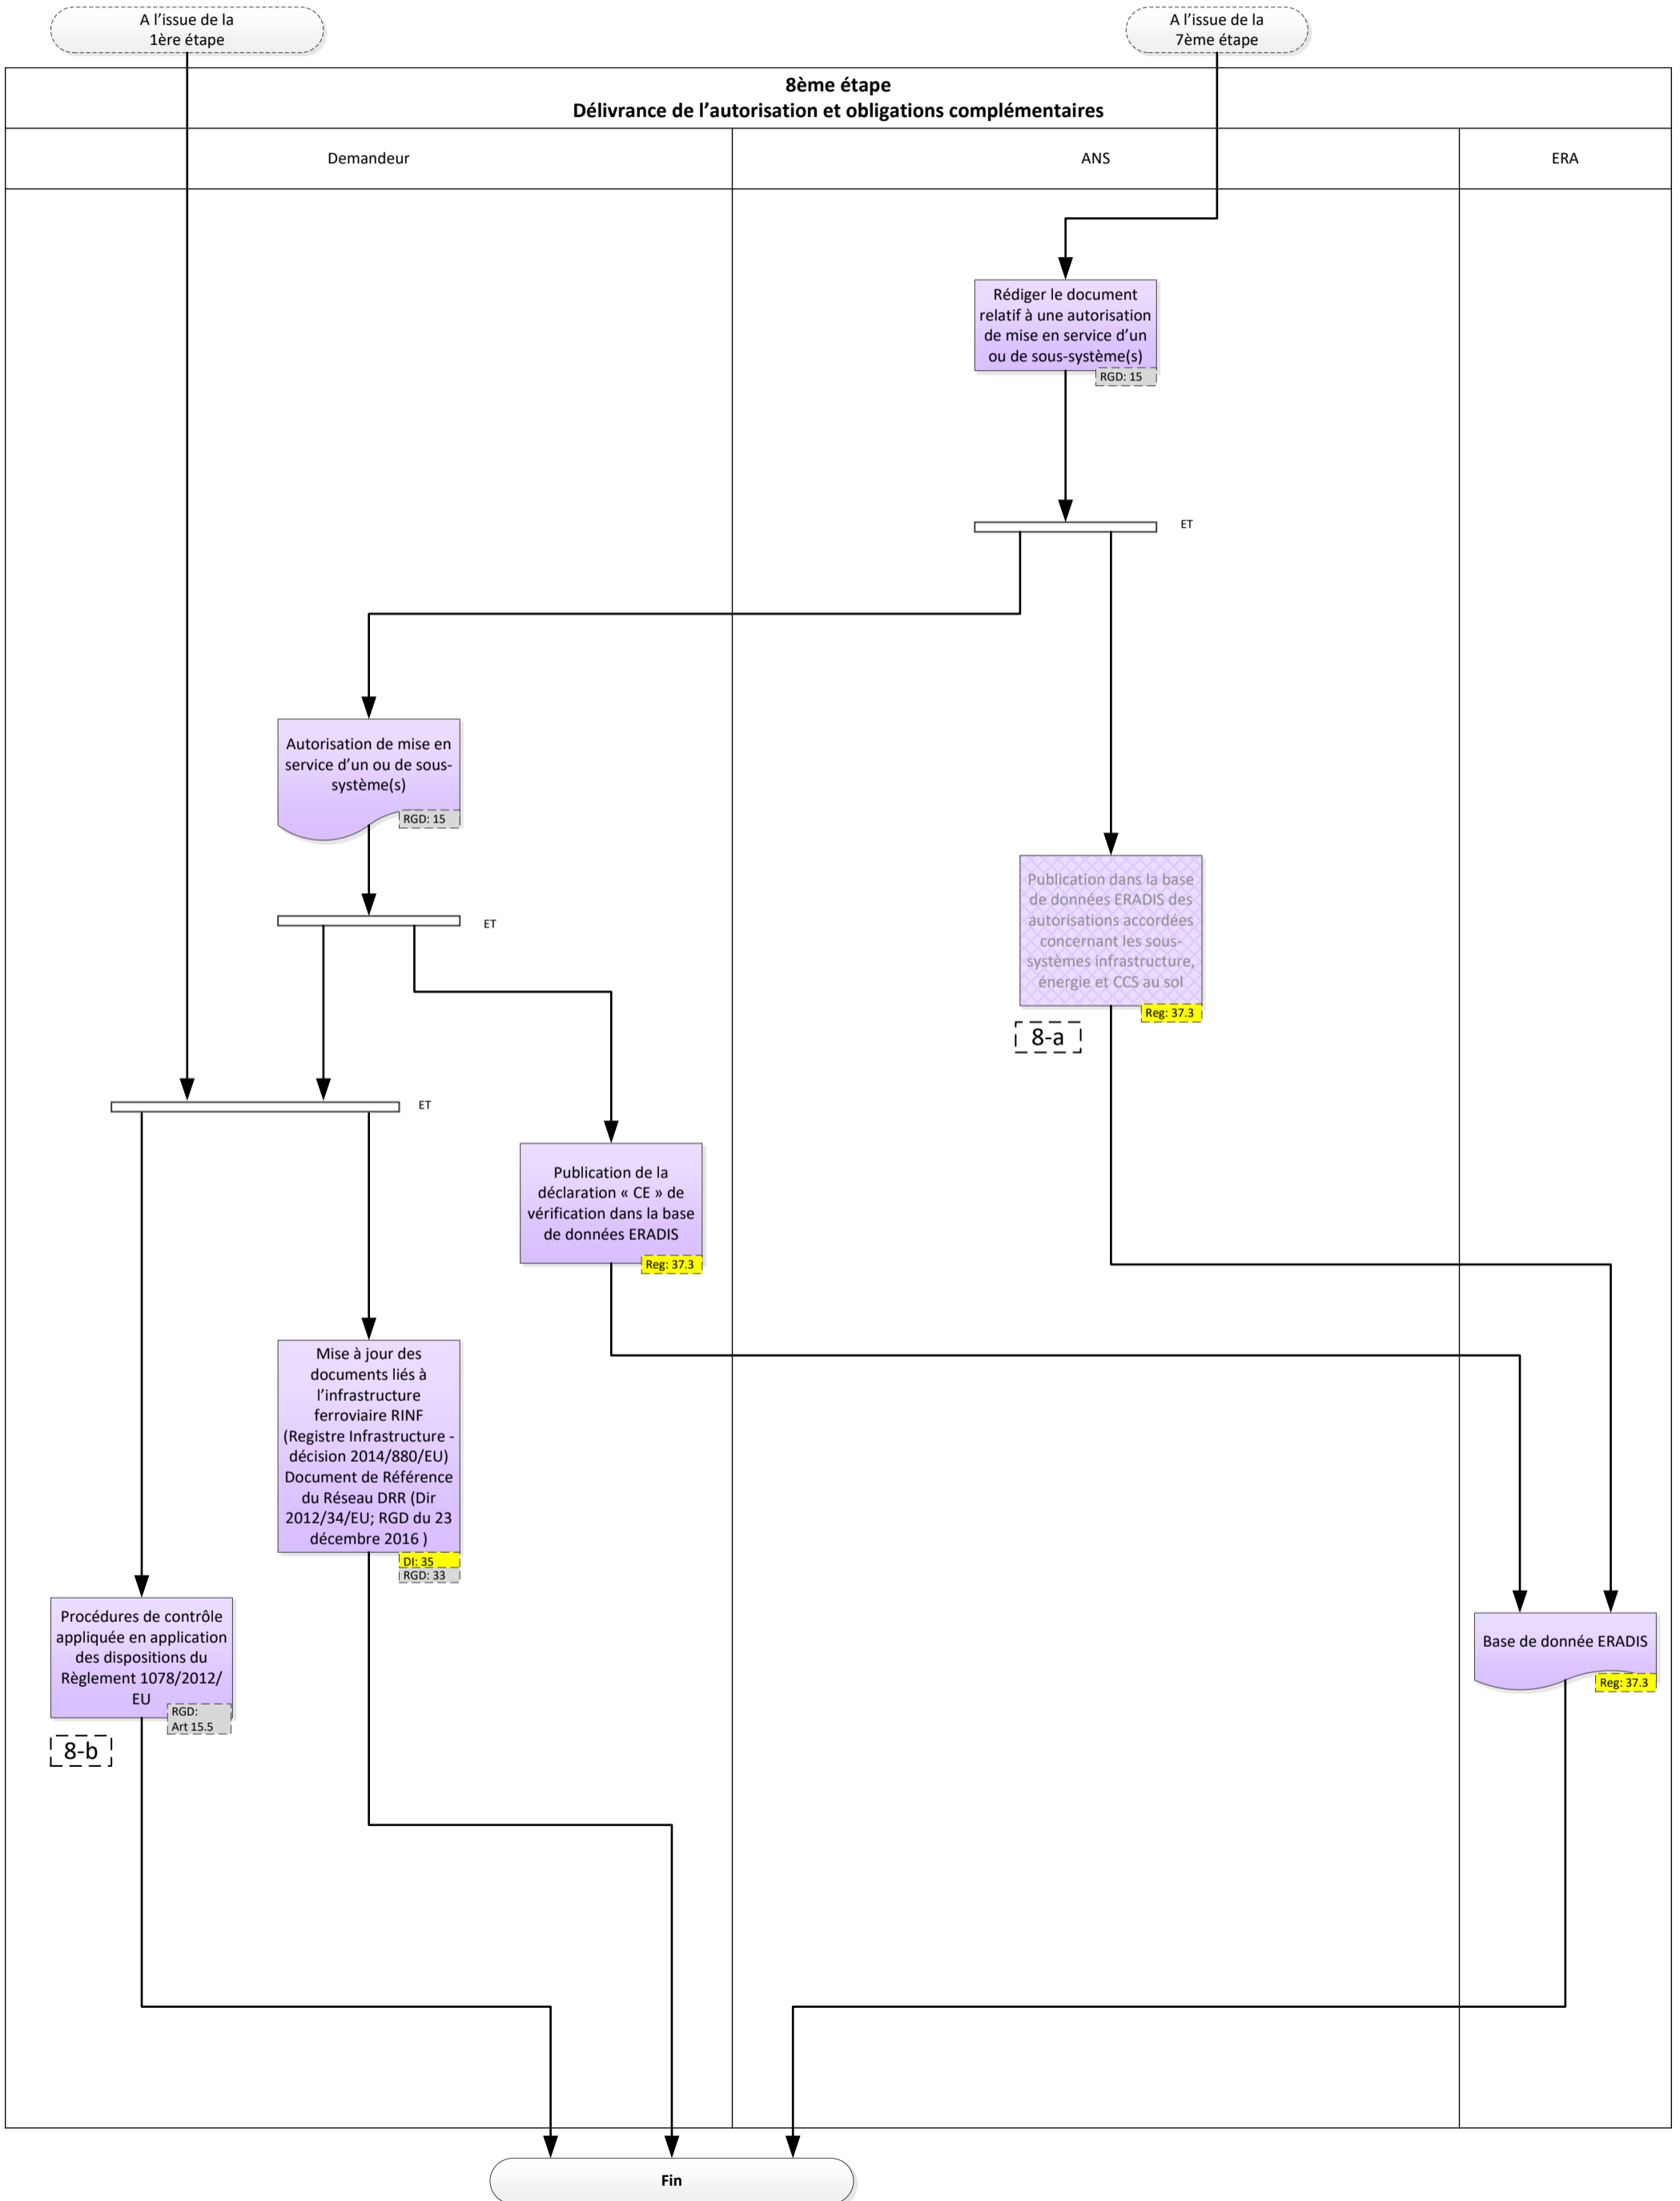 A l'issue de la
1ère étape
A l'issue de la
7ème étape
8ème étape
Délivrance de l'autorisation et obligations complémentaires
Demandeur
ANS
ERA
Rédiger le document
relatif à une autorisation
de mise en service d'un
ou de sous-système(s)
RGD: 15
ET
Autorisation de mise en
service d'un ou de sous-
système(s)
RGD: 15
ET
Publication dans la base
de données ERADIS des
autorisations accordées
concernant les sous-
systèmes infrastructure,
énergie et CCS au sol
Reg: 37.3
8-a
ET
Publication de la
déclaration « CE » de
vérification dans la base
de données ERADIS
Reg: 37.3
Mise à jour des
documents liés à
l'infrastructure
ferroviaire RINF
(Registre Infrastructure -
décision 2014/880/EU)
Document de Référence
du Réseau DRR (Dir
2012/34/EU; RGD du 23
décembre 2016 )
DI: 35
RGD: 33
Procédures de contrôle
appliquée en application
des dispositions du
Règlement 1078/2012/
EU
RGD:
Art 15.5
8-b
Base de donnée ERADIS
Reg: 37.3
Fin